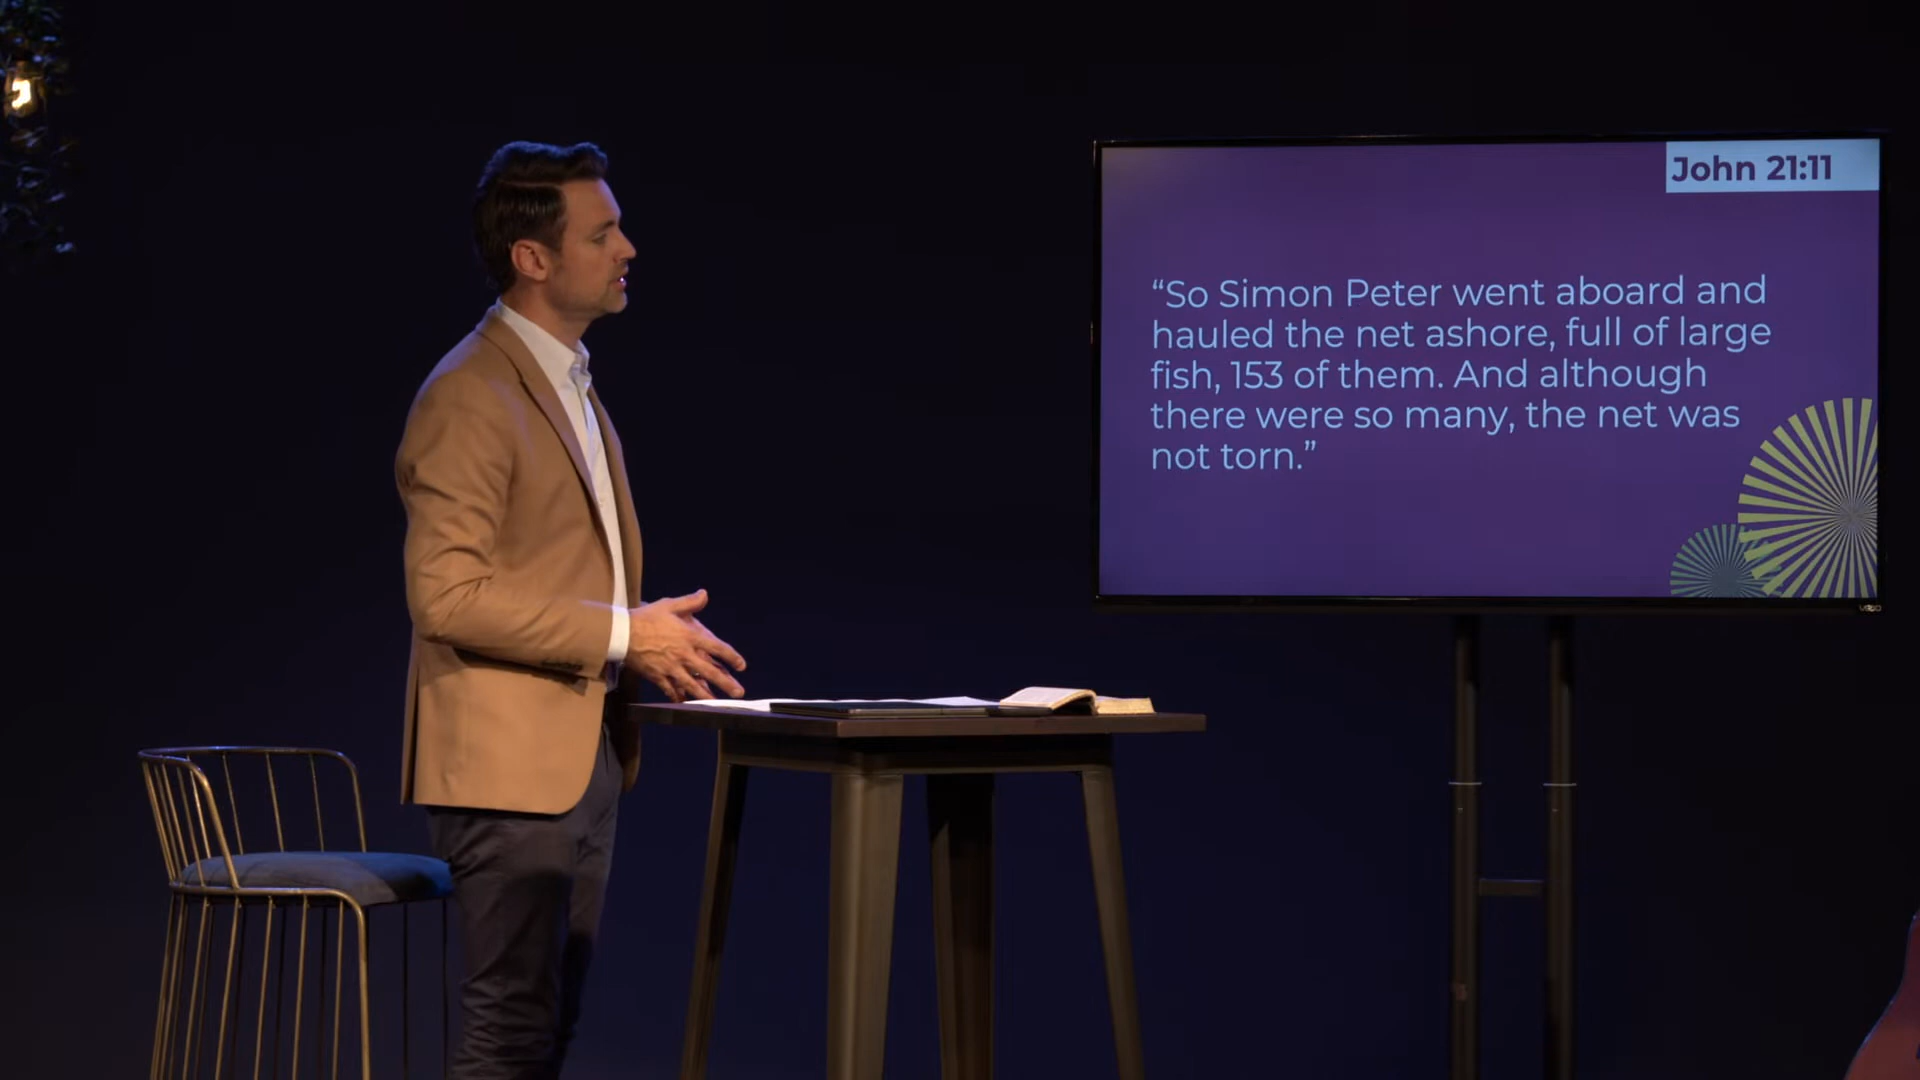 John 21:11
“So Simon Peter went aboard and
hauled the net ashore, full of large
fish, 153 of them. And although
there were so many, the net was
not torn.”